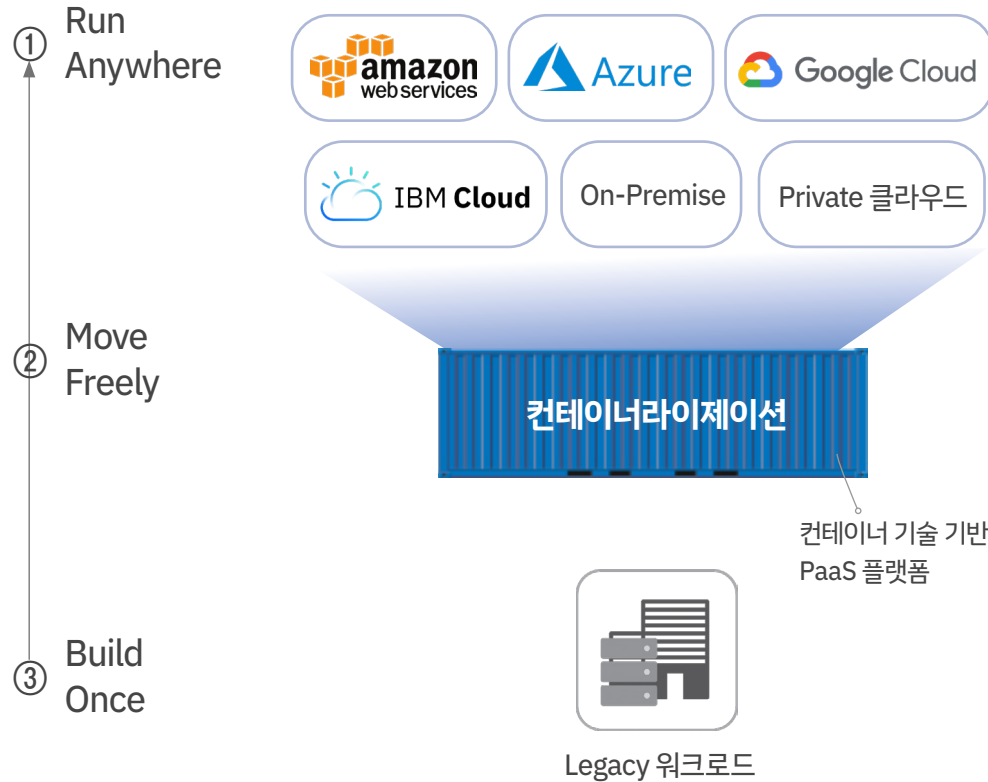 ①
Run
Anywhere
amazon
web services
Azure
Google Cloud
IBM Cloud
On-Premise
Private 클라우드
②
Move
Freely
컨테이너라이제이션
컨테이너 기술 기반
PaaS 플랫폼
③
Build
Once
Legacy 워크로드